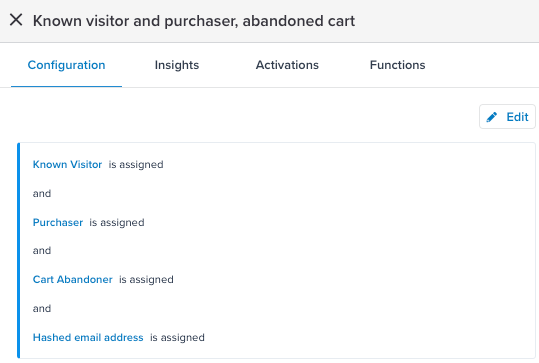 Known visitor and purchaser, abandoned cart
Configuration Insights Activations Functions
Edit
Known Visitor is assigned
and
Purchaser is assigned
and
Cart Abandoner is assigned
and
Hashed email address is assigned